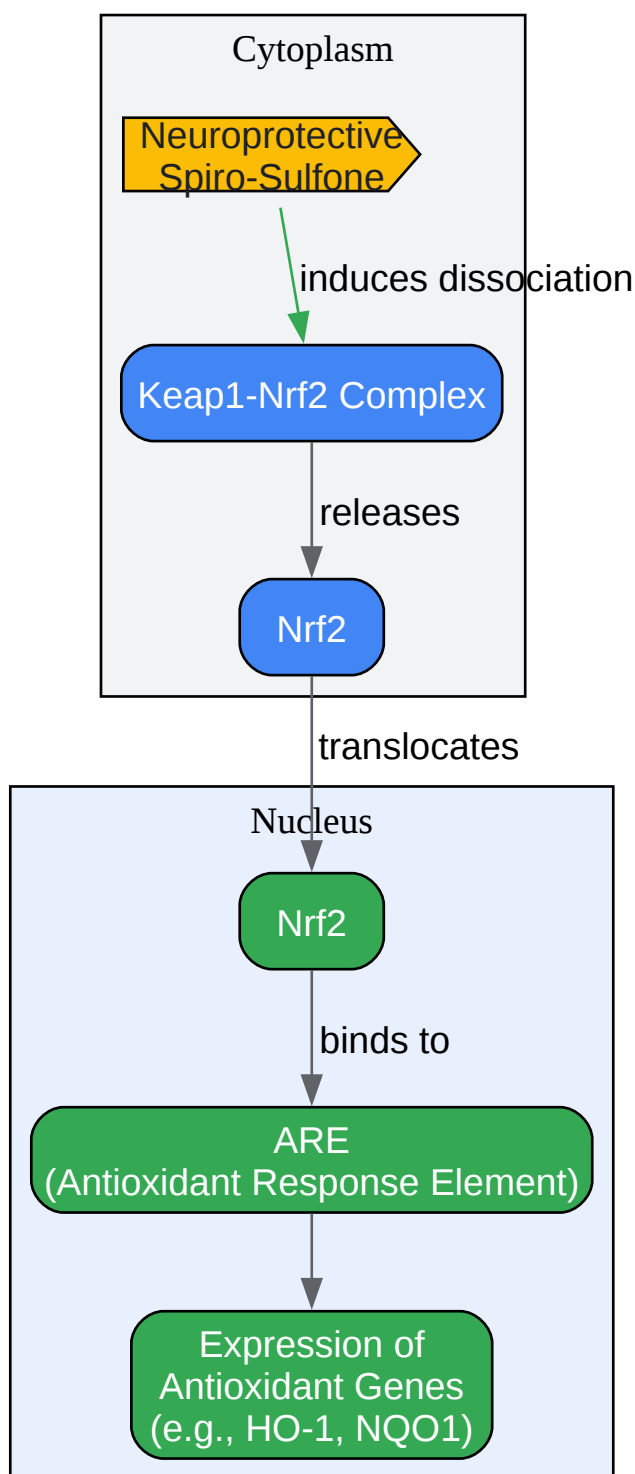 Cytoplasm
Neuroprotective
Spiro-Sulfone
induces dissociation
Keap1-Nrf2 Complex
releases
Nrf2
translocates
Nucleus
Nrf2
binds to
ARE
(Antioxidant Response Element)
Expression of
Antioxidant Genes
(e.g., HO-1, NQO1)